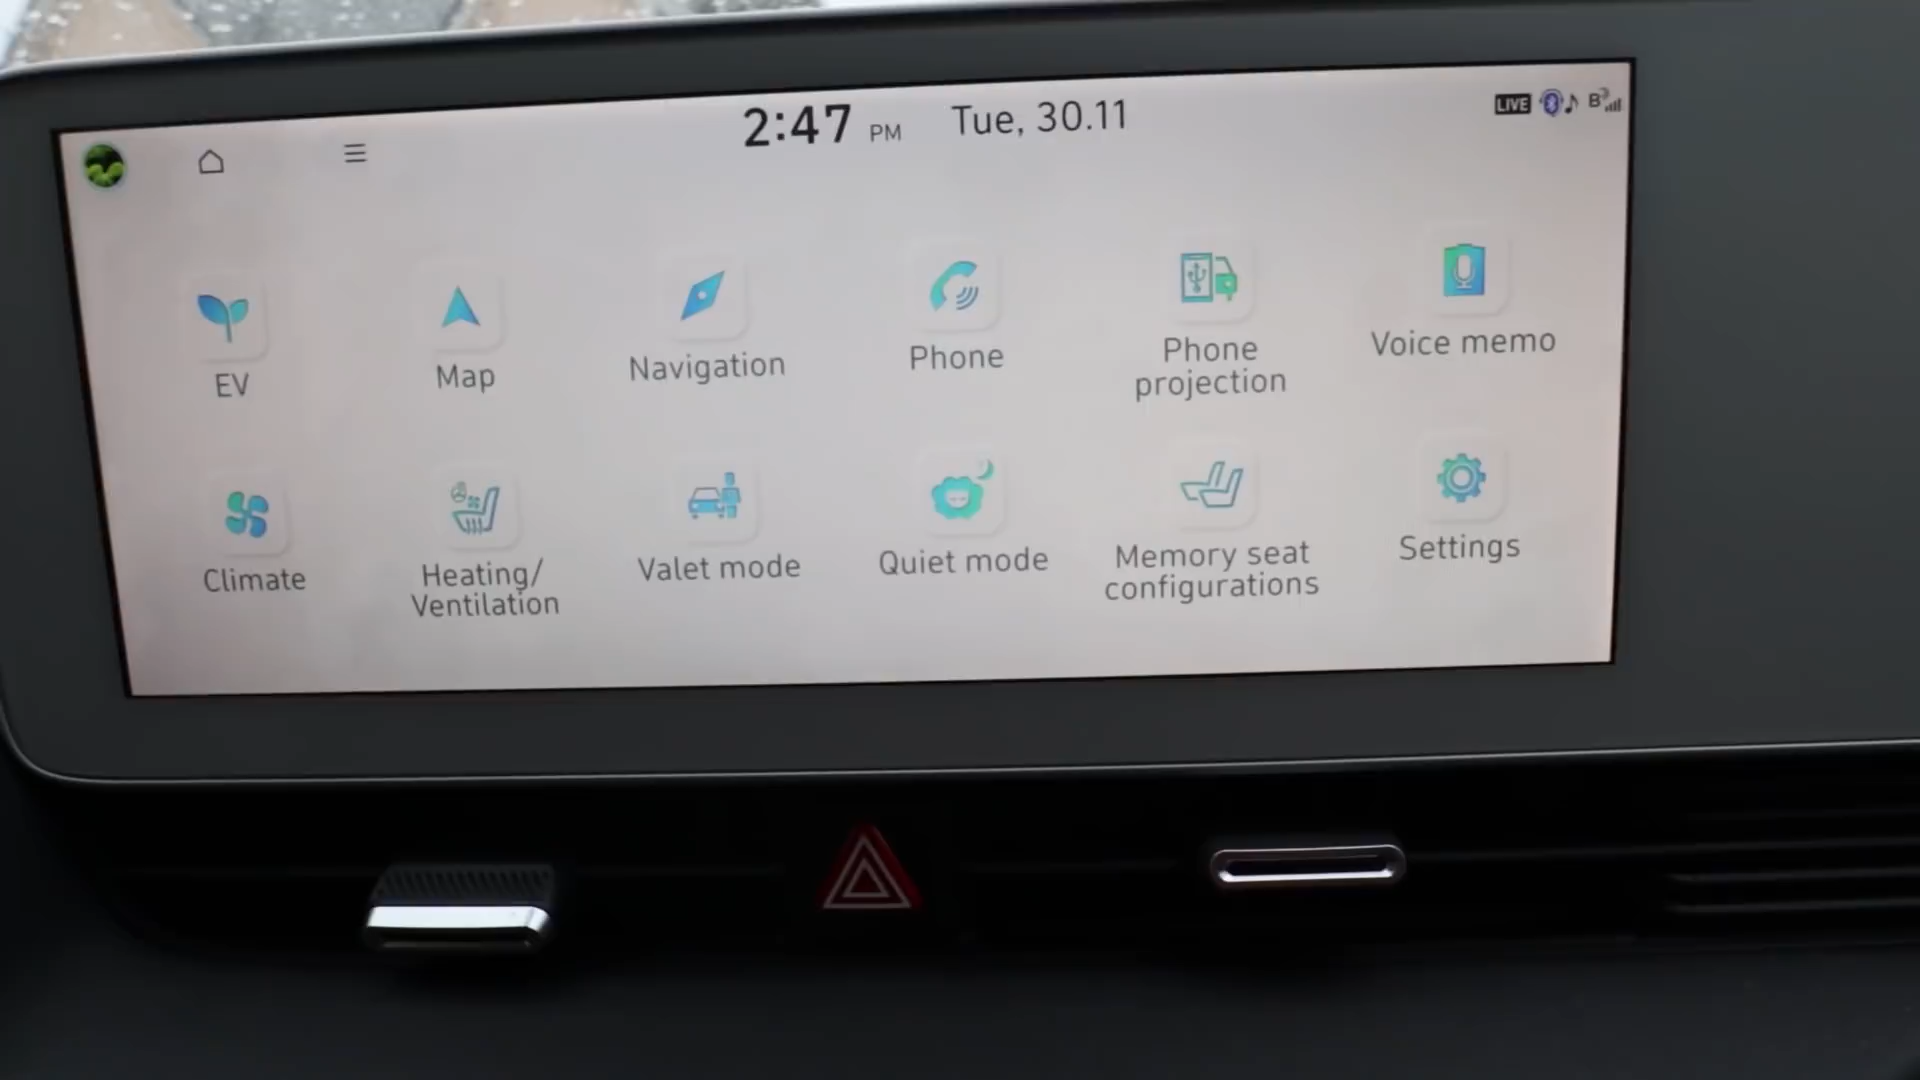 2:47 PM Tue, 30.11 LIVE B
EV
Map
Navigation
Phone
Phone
projection
Voice memo
Climate
Heating/
Ventilation
Valet mode
Quiet mode
Memory seat
configurations
Settings